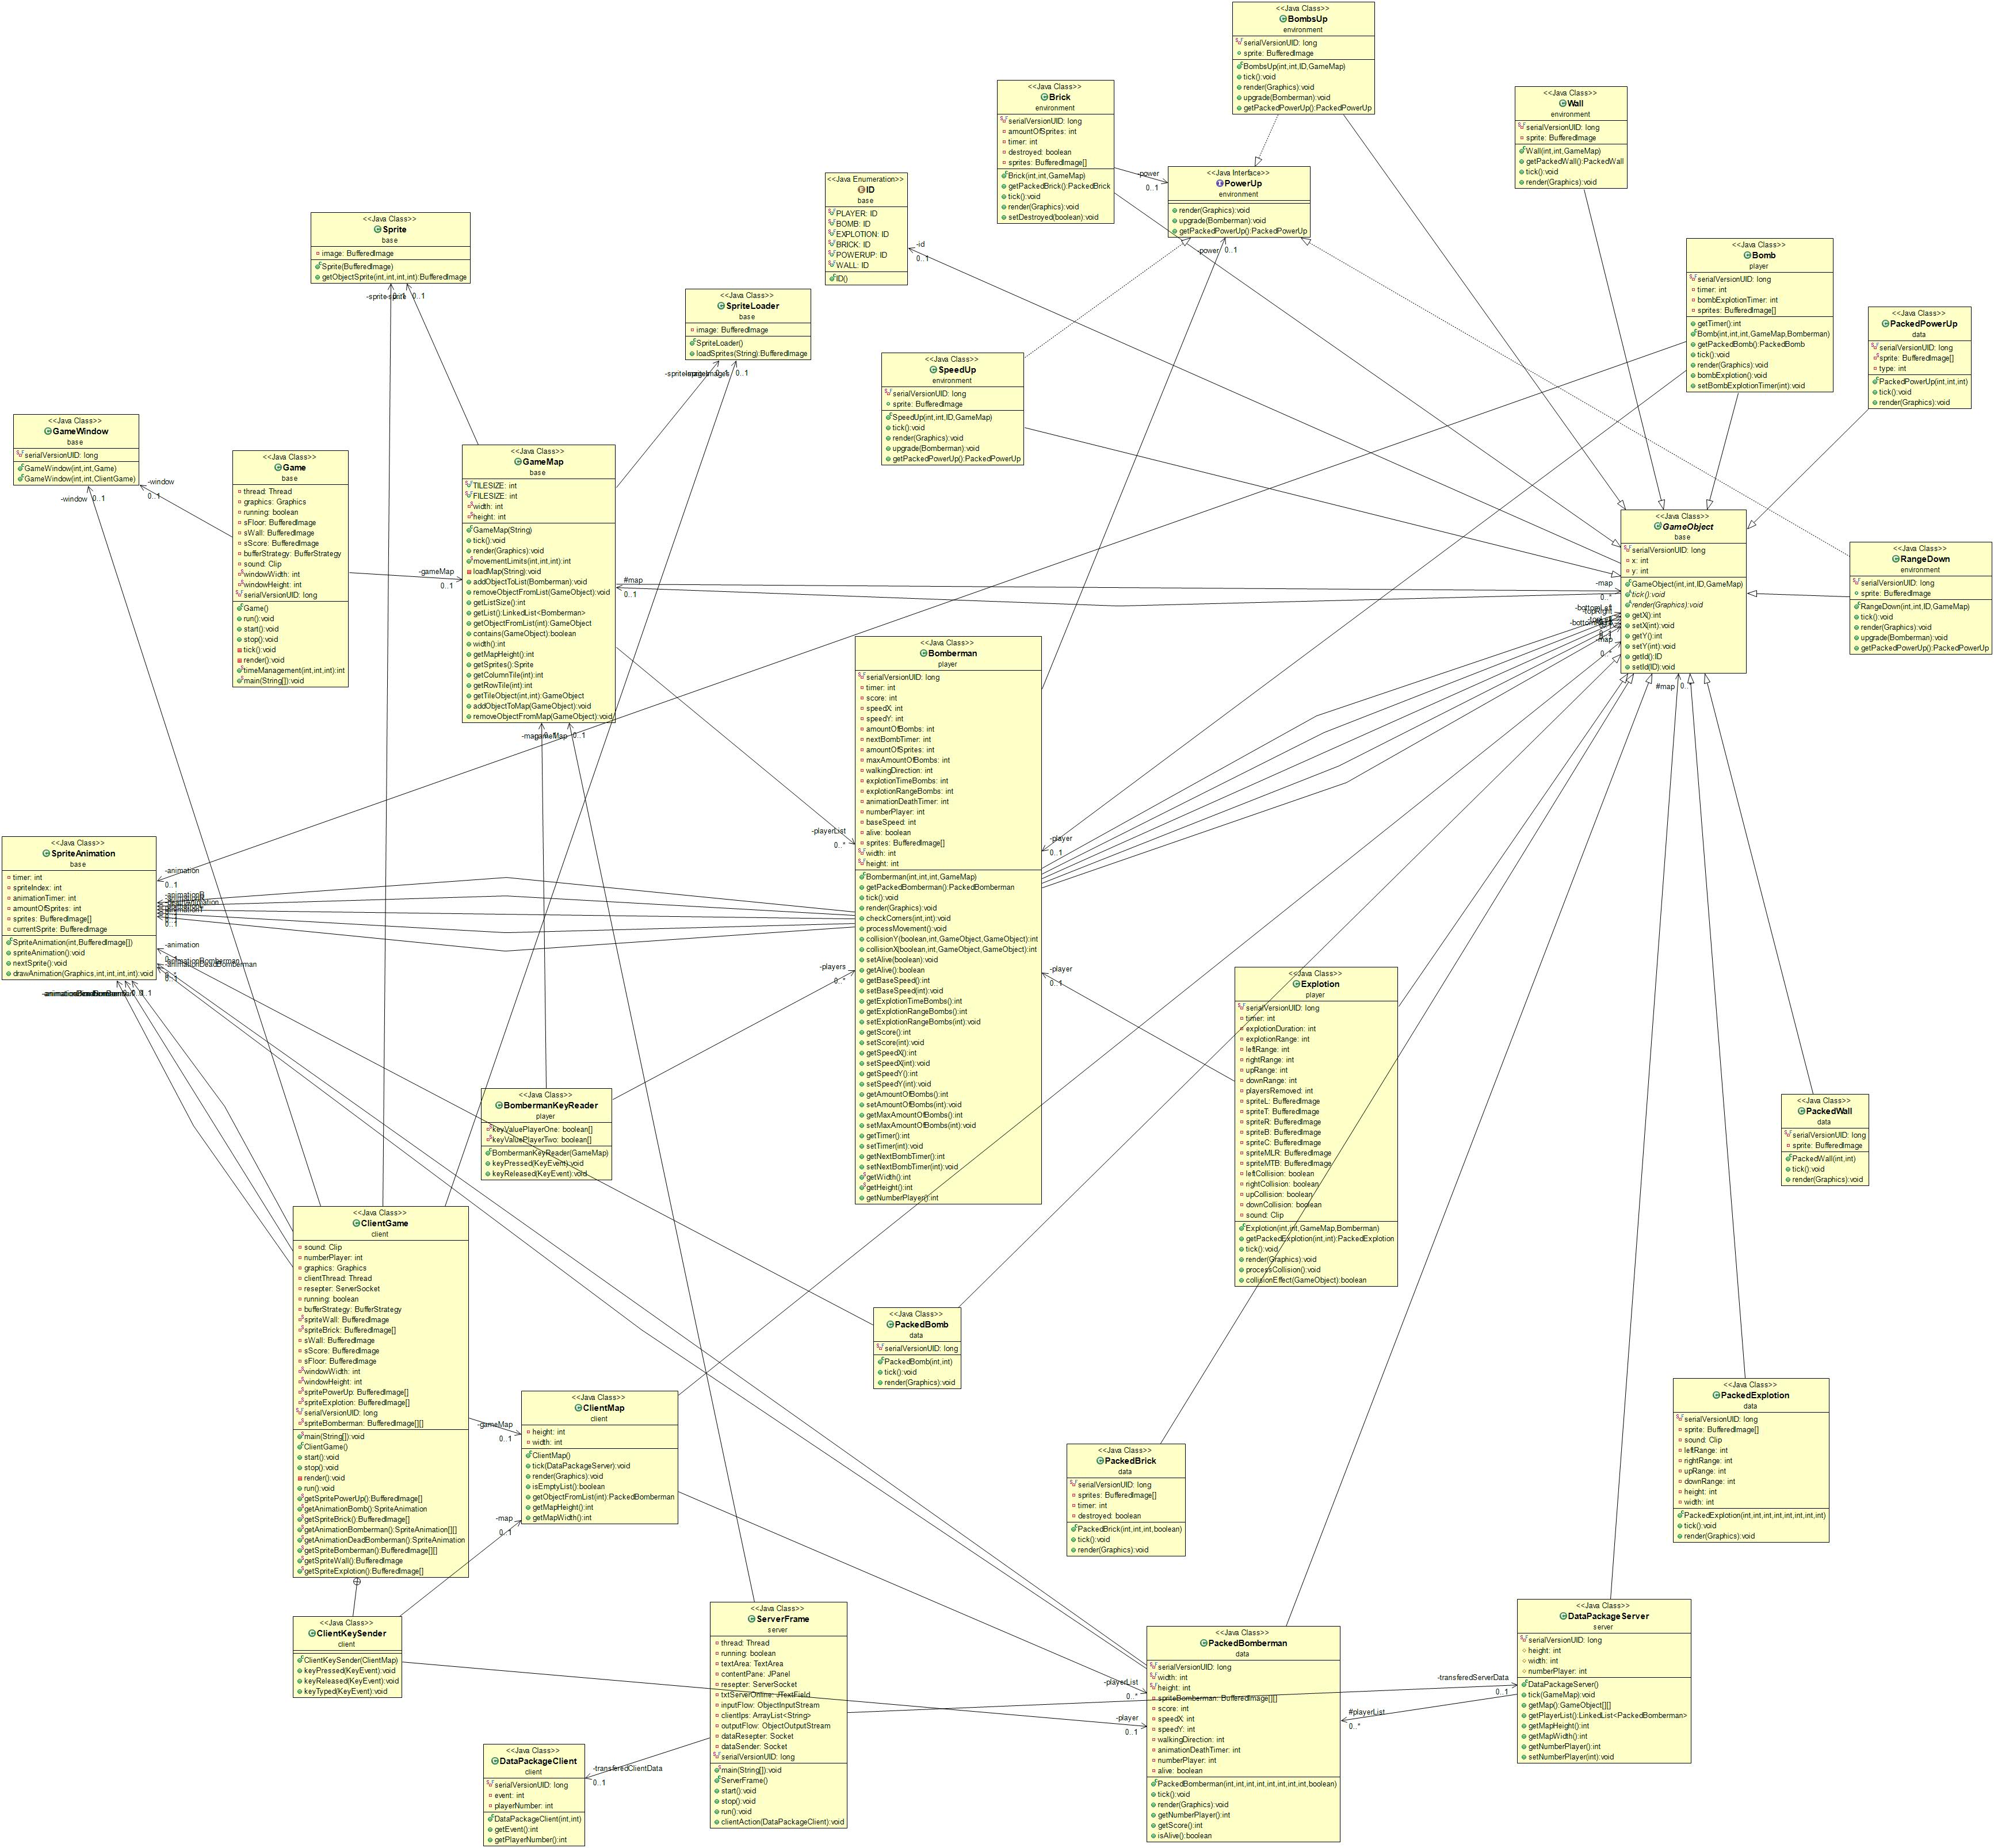 <<Java Class>>
BombsUp
environment
serialVersionUID: long
sprite: BufferedImage
BombsUp(int,int,ID,GameMap)
tick():void
render(Graphics):void
upgrade(Bomberman):void
getPackedPowerUp():PackedPowerUp
<<Java Class>>
Brick
environment
serialVersionUID: long
amountOfSprites: int
timer: int
destroyed: boolean
sprites: BufferedImage[]
Brick(int,int,GameMap)
getPackedBrick():PackedBrick
tick():void
render(Graphics):void
setDestroyed(boolean):void
-power
0..1
<<Java Class>>
Wall
environment
serialVersionUID: long
sprite: BufferedImage
Wall(int,int,GameMap)
getPackedWall():PackedWall
tick():void
render(Graphics):void
<<Java Interface>>
PowerUp
environment
render(Graphics):void
upgrade(Bomberman):void
getPackedPowerUp():PackedPowerUp
-power
0..1
<<Java Enumeration>>
ID
base
PLAYER: ID
BOMB: ID
EXPLOTION: ID
BRICK: ID
POWERUP: ID
WALL: ID
ID()
-id
0..1
<<Java Class>>
Sprite
base
image: BufferedImage
Sprite(BufferedImage)
getObjectSprite(int,int,int,int):BufferedImage
0..1
<<Java Class>>
SpriteLoader
base
image: BufferedImage
SpriteLoader()
loadSprites(String):BufferedImage
0..1
<<Java Class>>
Bomb
player
serialVersionUID: long
timer: int
bombExplotionTimer: int
sprites: BufferedImage[]
getTimer():int
Bomb(int,int,int,GameMap,Bomberman)
getPackedBomb():PackedBomb
tick():void
render(Graphics):void
bombExplotion():void
setBombExplotionTimer(int):void
<<Java Class>>
PackedPowerUp
data
serialVersionUID: long
sprite: BufferedImage[]
type: int
PackedPowerUp(int,int,int)
tick():void
render(Graphics):void
<<Java Class>>
SpeedUp
environment
serialVersionUID: long
sprite: BufferedImage
SpeedUp(int,int,ID,GameMap)
tick():void
render(Graphics):void
upgrade(Bomberman):void
getPackedPowerUp():PackedPowerUp
<<Java Class>>
GameWindow
base
serialVersionUID: long
GameWindow(int,int,Game)
GameWindow(int,int,ClientGame)
-window
0..1
-window
0..1
<<Java Class>>
Game
base
thread: Thread
graphics: Graphics
running: boolean
sFloor: BufferedImage
sWall: BufferedImage
sScore: BufferedImage
bufferStrategy: BufferStrategy
sound: Clip
windowWidth: int
windowHeight: int
serialVersionUID: long
Game()
run():void
start():void
stop():void
tick():void
render():void
timeManagement(int,int,int):int
main(String[]):void
-gameMap
0..1
<<Java Class>>
GameMap
base
TILESIZE: int
FILESIZE: int
width: int
height: int
GameMap(String)
tick():void
render(Graphics):void
movementLimits(int,int,int):int
loadMap(String):void
addObjectToList(Bomberman):void
removeObjectFromList(GameObject):void
getListSize():int
getList():LinkedList<Bomberman>
getObjectFromList(int):GameObject
contains(GameObject):boolean
width():int
getMapHeight():int
getSprites():Sprite
getColumnTile(int):int
getRowTile(int):int
getTileObject(int,int):GameObject
addObjectToMap(GameObject):void
removeObjectFromMap(GameObject):void
#map
0..1
0..1
<<Java Class>>
GameObject
base
serialVersionUID: long
x: int
y: int
GameObject(int,int,ID,GameMap)
tick():void
render(Graphics):void
getX():int
setX(int):void
getY():int
setY(int):void
getId():ID
setId(ID):void
-map
0..*
-map
0..*
#map
<<Java Class>>
RangeDown
environment
serialVersionUID: long
sprite: BufferedImage
RangeDown(int,int,ID,GameMap)
tick():void
render(Graphics):void
upgrade(Bomberman):void
getPackedPowerUp():PackedPowerUp
<<Java Class>>
Bomberman
player
serialVersionUID: long
timer: int
score: int
speedX: int
speedY: int
amountOfBombs: int
nextBombTimer: int
amountOfSprites: int
maxAmountOfBombs: int
walkingDirection: int
explotionTimeBombs: int
explotionRangeBombs: int
animationDeathTimer: int
numberPlayer: int
baseSpeed: int
alive: boolean
sprites: BufferedImage[]
width: int
height: int
Bomberman(int,int,int,GameMap)
getPackedBomberman():PackedBomberman
tick():void
render(Graphics):void
checkCorners(int,int):void
processMovement():void
collisionY(boolean,int,GameObject,GameObject):int
collisionX(boolean,int,GameObject,GameObject):int
setAlive(boolean):void
getAlive():boolean
getBaseSpeed():int
setBaseSpeed(int):void
getExplotionTimeBombs():int
getExplotionRangeBombs():int
setExplotionRangeBombs(int):void
getScore():int
setScore(int):void
getSpeedX():int
setSpeedX(int):void
getSpeedY():int
setSpeedY(int):void
getAmountOfBombs():int
setAmountOfBombs(int):void
getMaxAmountOfBombs():int
setMaxAmountOfBombs(int):void
getTimer():int
setTimer(int):void
getNextBombTimer():int
setNextBombTimer(int):void
getWidth():int
getHeight():int
getNumberPlayer():int
-playerList
0..*
-players
0..*
-player
0..1
-player
0..1
<<Java Class>>
SpriteAnimation
base
timer: int
spriteIndex: int
animationTimer: int
amountOfSprites: int
sprites: BufferedImage[]
currentSprite: BufferedImage
SpriteAnimation(int,BufferedImage[])
spriteAnimation():void
nextSprite():void
drawAnimation(Graphics,int,int,int,int):void
-animation
0..1
-animation
<<Java Class>>
Explotion
player
serialVersionUID: long
timer: int
explotionDuration: int
explotionRange: int
leftRange: int
rightRange: int
upRange: int
downRange: int
playersRemoved: int
spriteL: BufferedImage
spriteT: BufferedImage
spriteR: BufferedImage
spriteB: BufferedImage
spriteC: BufferedImage
spriteMLR: BufferedImage
spriteMTB: BufferedImage
leftCollision: boolean
rightCollision: boolean
upCollision: boolean
downCollision: boolean
sound: Clip
Explotion(int,int,GameMap,Bomberman)
getPackedExplotion(int,int):PackedExplotion
tick():void
render(Graphics):void
processCollision():void
collisionEffect(GameObject):boolean
<<Java Class>>
BombermanKeyReader
player
keyValuePlayerOne: boolean[]
keyValuePlayerTwo: boolean[]
BombermanKeyReader(GameMap)
keyPressed(KeyEvent):void
keyReleased(KeyEvent):void
<<Java Class>>
PackedWall
data
serialVersionUID: long
sprite: BufferedImage
PackedWall(int,int)
tick():void
render(Graphics):void
<<Java Class>>
ClientGame
client
sound: Clip
numberPlayer: int
graphics: Graphics
clientThread: Thread
resepter: ServerSocket
running: boolean
bufferStrategy: BufferStrategy
spriteWall: BufferedImage
spriteBrick: BufferedImage[]
sWall: BufferedImage
sScore: BufferedImage
sFloor: BufferedImage
windowWidth: int
windowHeight: int
spritePowerUp: BufferedImage[]
spriteExplotion: BufferedImage[]
serialVersionUID: long
spriteBomberman: BufferedImage[][]
main(String[]):void
ClientGame()
start():void
stop():void
render():void
run():void
getSpritePowerUp():BufferedImage[]
getAnimationBomb():SpriteAnimation
getSpriteBrick():BufferedImage[]
getAnimationBomberman():SpriteAnimation[][]
getAnimationDeadBomberman():SpriteAnimation
getSpriteBomberman():BufferedImage[][]
getSpriteWall():BufferedImage
getSpriteExplotion():BufferedImage[]
<<Java Class>>
PackedBomb
data
serialVersionUID: long
PackedBomb(int,int)
tick():void
render(Graphics):void
<<Java Class>>
ClientMap
client
height: int
width: int
ClientMap()
tick(DataPackageServer):void
render(Graphics):void
isEmptyList():boolean
getObjectFromList(int):PackedBomberman
getMapHeight():int
getMapWidth():int
-gameMap
0..1
-map
0..1
<<Java Class>>
PackedBrick
data
serialVersionUID: long
sprites: BufferedImage[]
timer: int
destroyed: boolean
PackedBrick(int,int,int,boolean)
tick():void
render(Graphics):void
<<Java Class>>
PackedExplotion
data
serialVersionUID: long
sprite: BufferedImage[]
sound: Clip
leftRange: int
rightRange: int
upRange: int
downRange: int
height: int
width: int
PackedExplotion(int,int,int,int,int,int,int,int)
tick():void
render(Graphics):void
<<Java Class>>
ClientKeySender
client
ClientKeySender(ClientMap)
keyPressed(KeyEvent):void
keyReleased(KeyEvent):void
keyTyped(KeyEvent):void
<<Java Class>>
ServerFrame
server
thread: Thread
running: boolean
textArea: TextArea
contentPane: JPanel
resepter: ServerSocket
txtServerOnline: JTextField
inputFlow: ObjectInputStream
clientIps: ArrayList<String>
outputFlow: ObjectOutputStream
dataResepter: Socket
dataSender: Socket
serialVersionUID: long
main(String[]):void
ServerFrame()
start():void
stop():void
run():void
clientAction(DataPackageClient):void
<<Java Class>>
PackedBomberman
data
serialVersionUID: long
width: int
height: int
spriteBomberman: BufferedImage[][]
score: int
speedX: int
speedY: int
walkingDirection: int
animationDeathTimer: int
numberPlayer: int
alive: boolean
PackedBomberman(int,int,int,int,int,int,int,int,boolean)
tick():void
render(Graphics):void
getNumberPlayer():int
getScore():int
isAlive():boolean
-playerList
0..*
-player
0..1
#playerList
0..*
<<Java Class>>
DataPackageServer
server
serialVersionUID: long
height: int
width: int
numberPlayer: int
DataPackageServer()
tick(GameMap):void
getMap():GameObject[][]
getPlayerList():LinkedList<PackedBomberman>
getMapHeight():int
getMapWidth():int
getNumberPlayer():int
setNumberPlayer(int):void
-transferedServerData
0..1
<<Java Class>>
DataPackageClient
client
serialVersionUID: long
event: int
playerNumber: int
DataPackageClient(int,int)
getEvent():int
getPlayerNumber():int
-transferedClientData
0..1